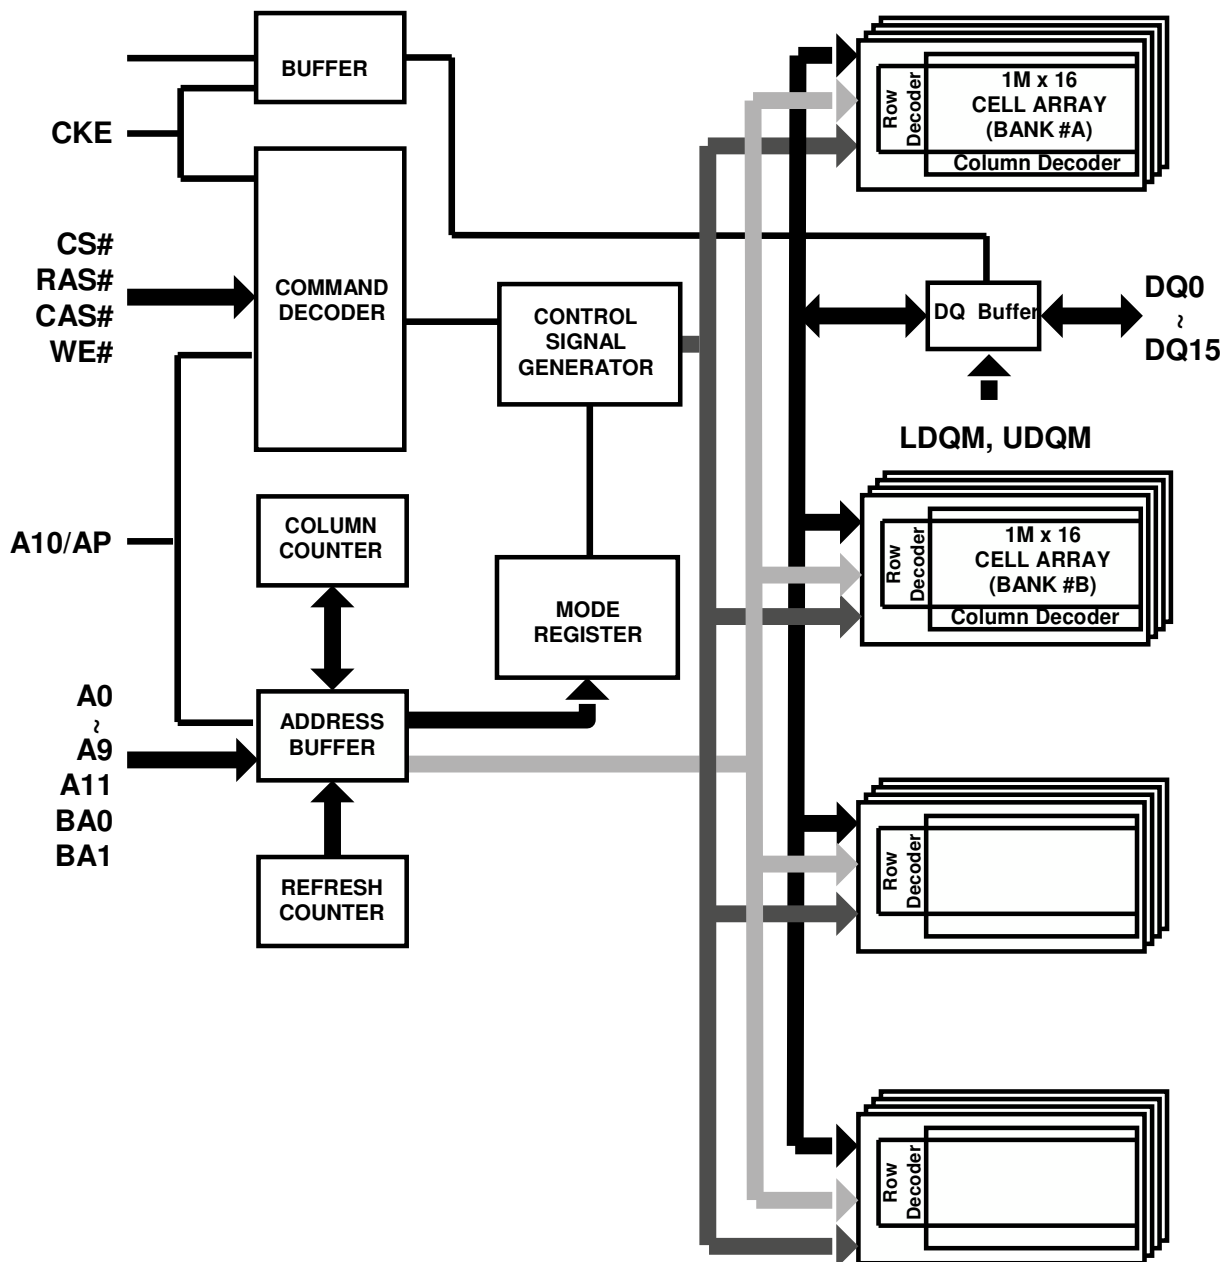 BUFFER
CKE
CS#
RAS#
CAS#
WE#
COMMAND
DECODER
CONTROL
SIGNAL
GENERATOR
A10/AP
COLUMN
COUNTER
MODE
REGISTER
A0
~
A9
A11
BA0
BA1
ADDRESS
BUFFER
REFRESH
COUNTER
Row
Decoder
1M x 16
CELL ARRAY
(BANK #A)
Column Decoder
DQ Buffer
DQ0
~
DQ15
LDQM, UDQM
Row
Decoder
1M x 16
CELL ARRAY
(BANK #B)
Column Decoder
Row
Decoder
Row
Decoder